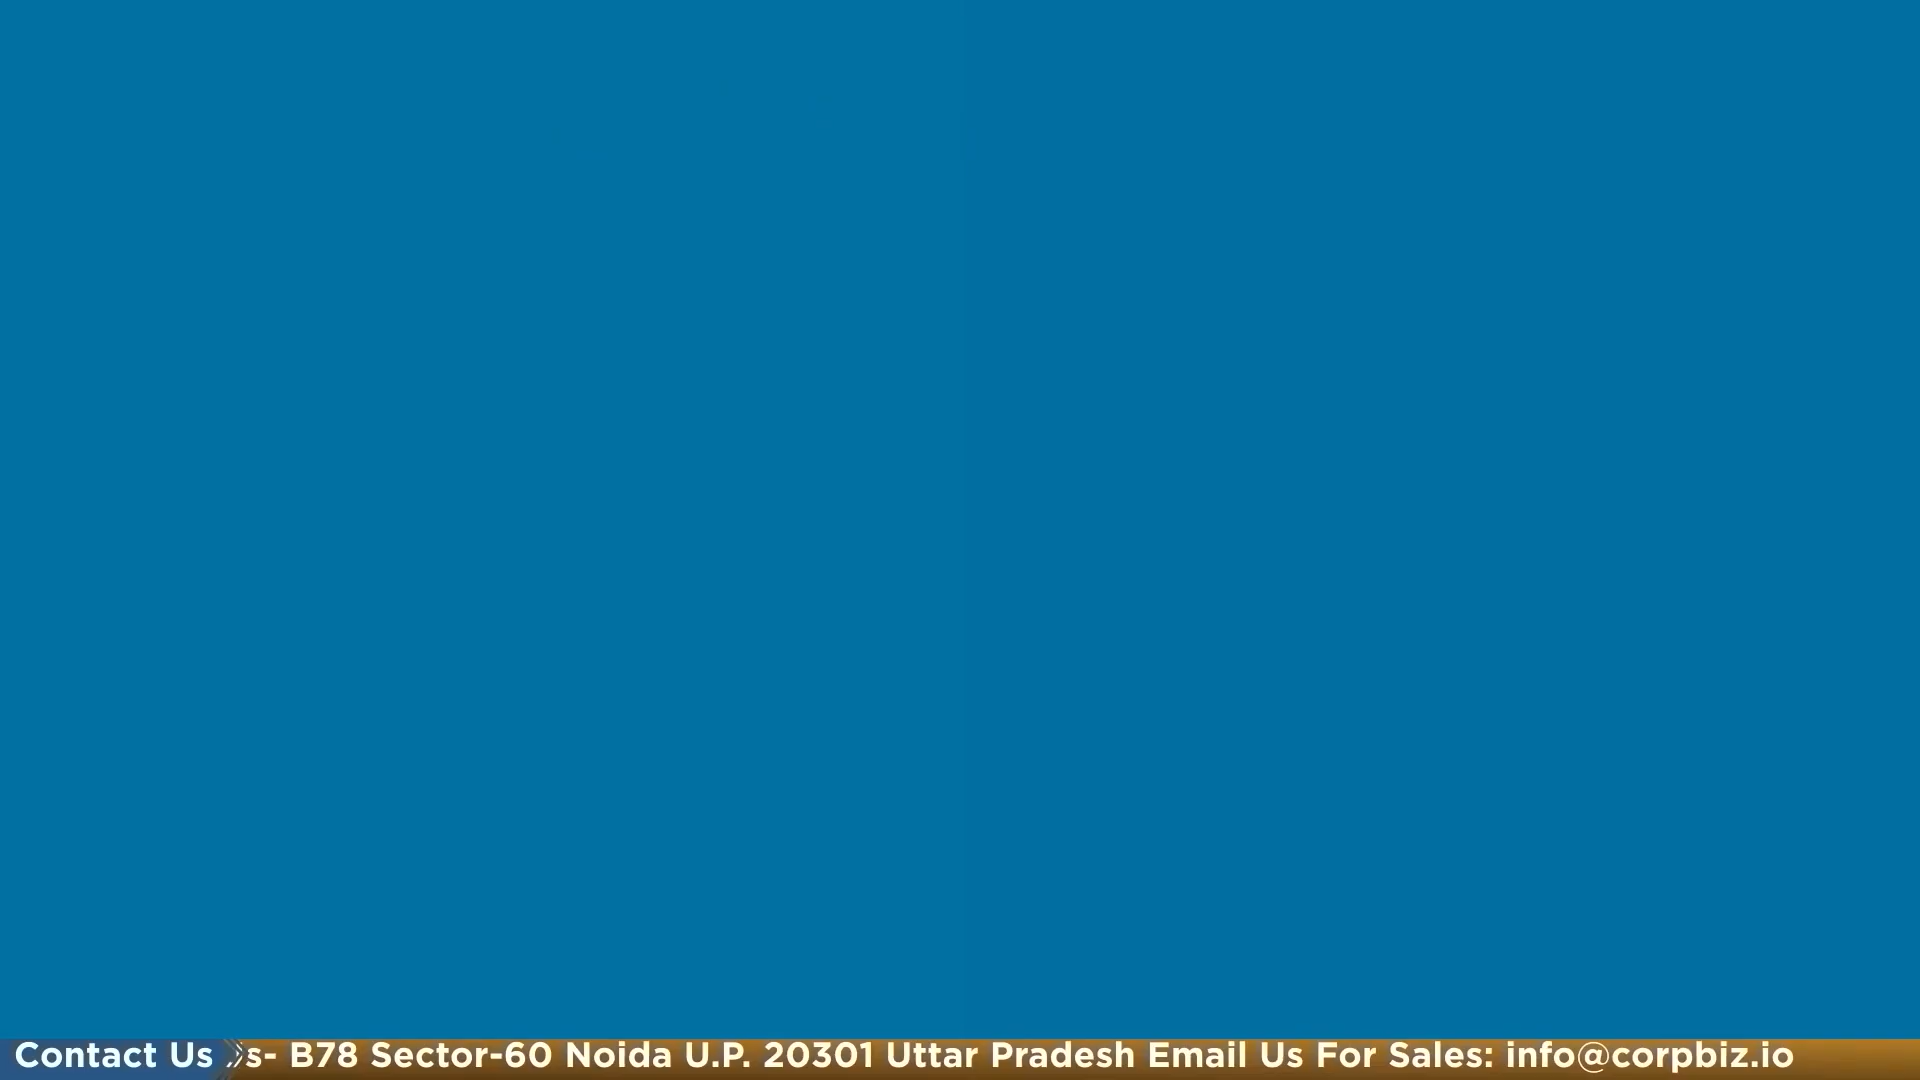 Contact Us s- B78 Sector-60 Noida U.P. 20301 Uttar Pradesh Email Us For Sales: info@corpbiz.io